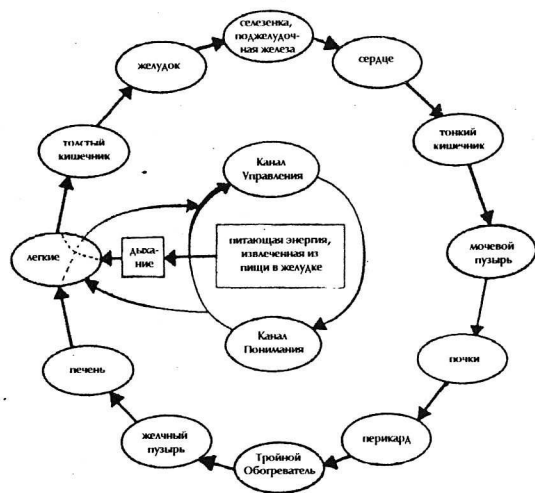 селезенка,
поджелудоч-
ная железа
сердце
тонкий
кишечник
мочевой
пузырь
почки
перикард
Тройной
Обогреватель
желчный
пузырь
печень
легкие
толстый
кишечник
желудок
Канал
Управления
дыха-
ние
питающая энергия,
извлеченная из
пищи в желудке
Канал
Понимания